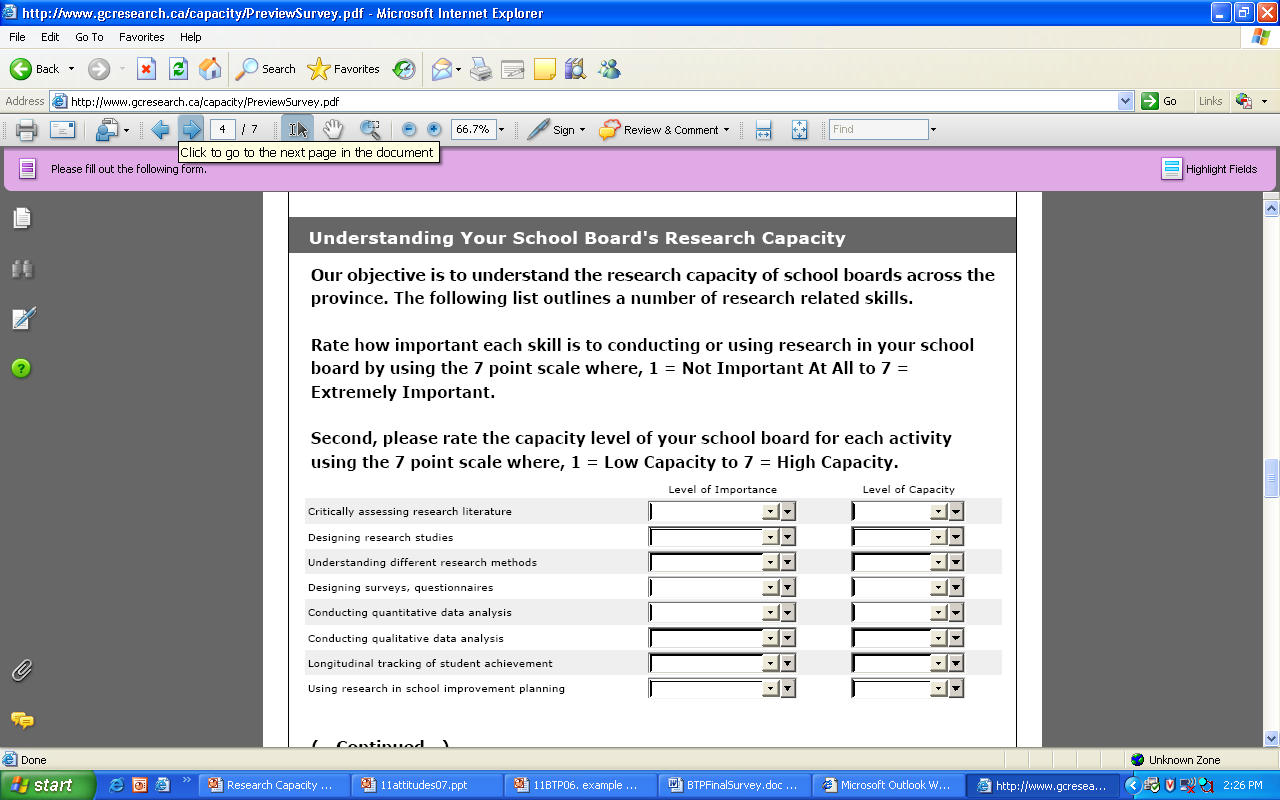 http://www.gcresearch.ca/capacity/PreviewSurvey.pdf - Microsoft Internet Explorer
File Edit Go To Favorites Help
Back Search Favorites
Address http://www.gcresearch.ca/capacity/PreviewSurvey.pdf Go Links
4 / 7 66.7% Sign Review & Comment Find
Click to go to the next page in the document
Please fill out the following form. Highlight Fields
Understanding Your School Board's Research Capacity
Our objective is to understand the research capacity of school boards across the
province. The following list outlines a number of research related skills.
Rate how important each skill is to conducting or using research in your school
board by using the 7 point scale where, 1 = Not Important At All to 7 =
Extremely Important.
Second, please rate the capacity level of your school board for each activity
using the 7 point scale where, 1 = Low Capacity to 7 = High Capacity.
Level of Importance Level of Capacity
Critically assessing research literature
Designing research studies
Understanding different research methods
Designing surveys, questionnaires
Conducting quantitative data analysis
Conducting qualitative data analysis
Longitudinal tracking of student achievement
Using research in school improvement planning
(...Continued...)
Done Unknown Zone
start Research Capacity ... 11attitudes07.ppt 11BTP06. example ... BTPFinalSurvey.doc ... Microsoft Outlook W... http://www.gcresea... 2:26 PM